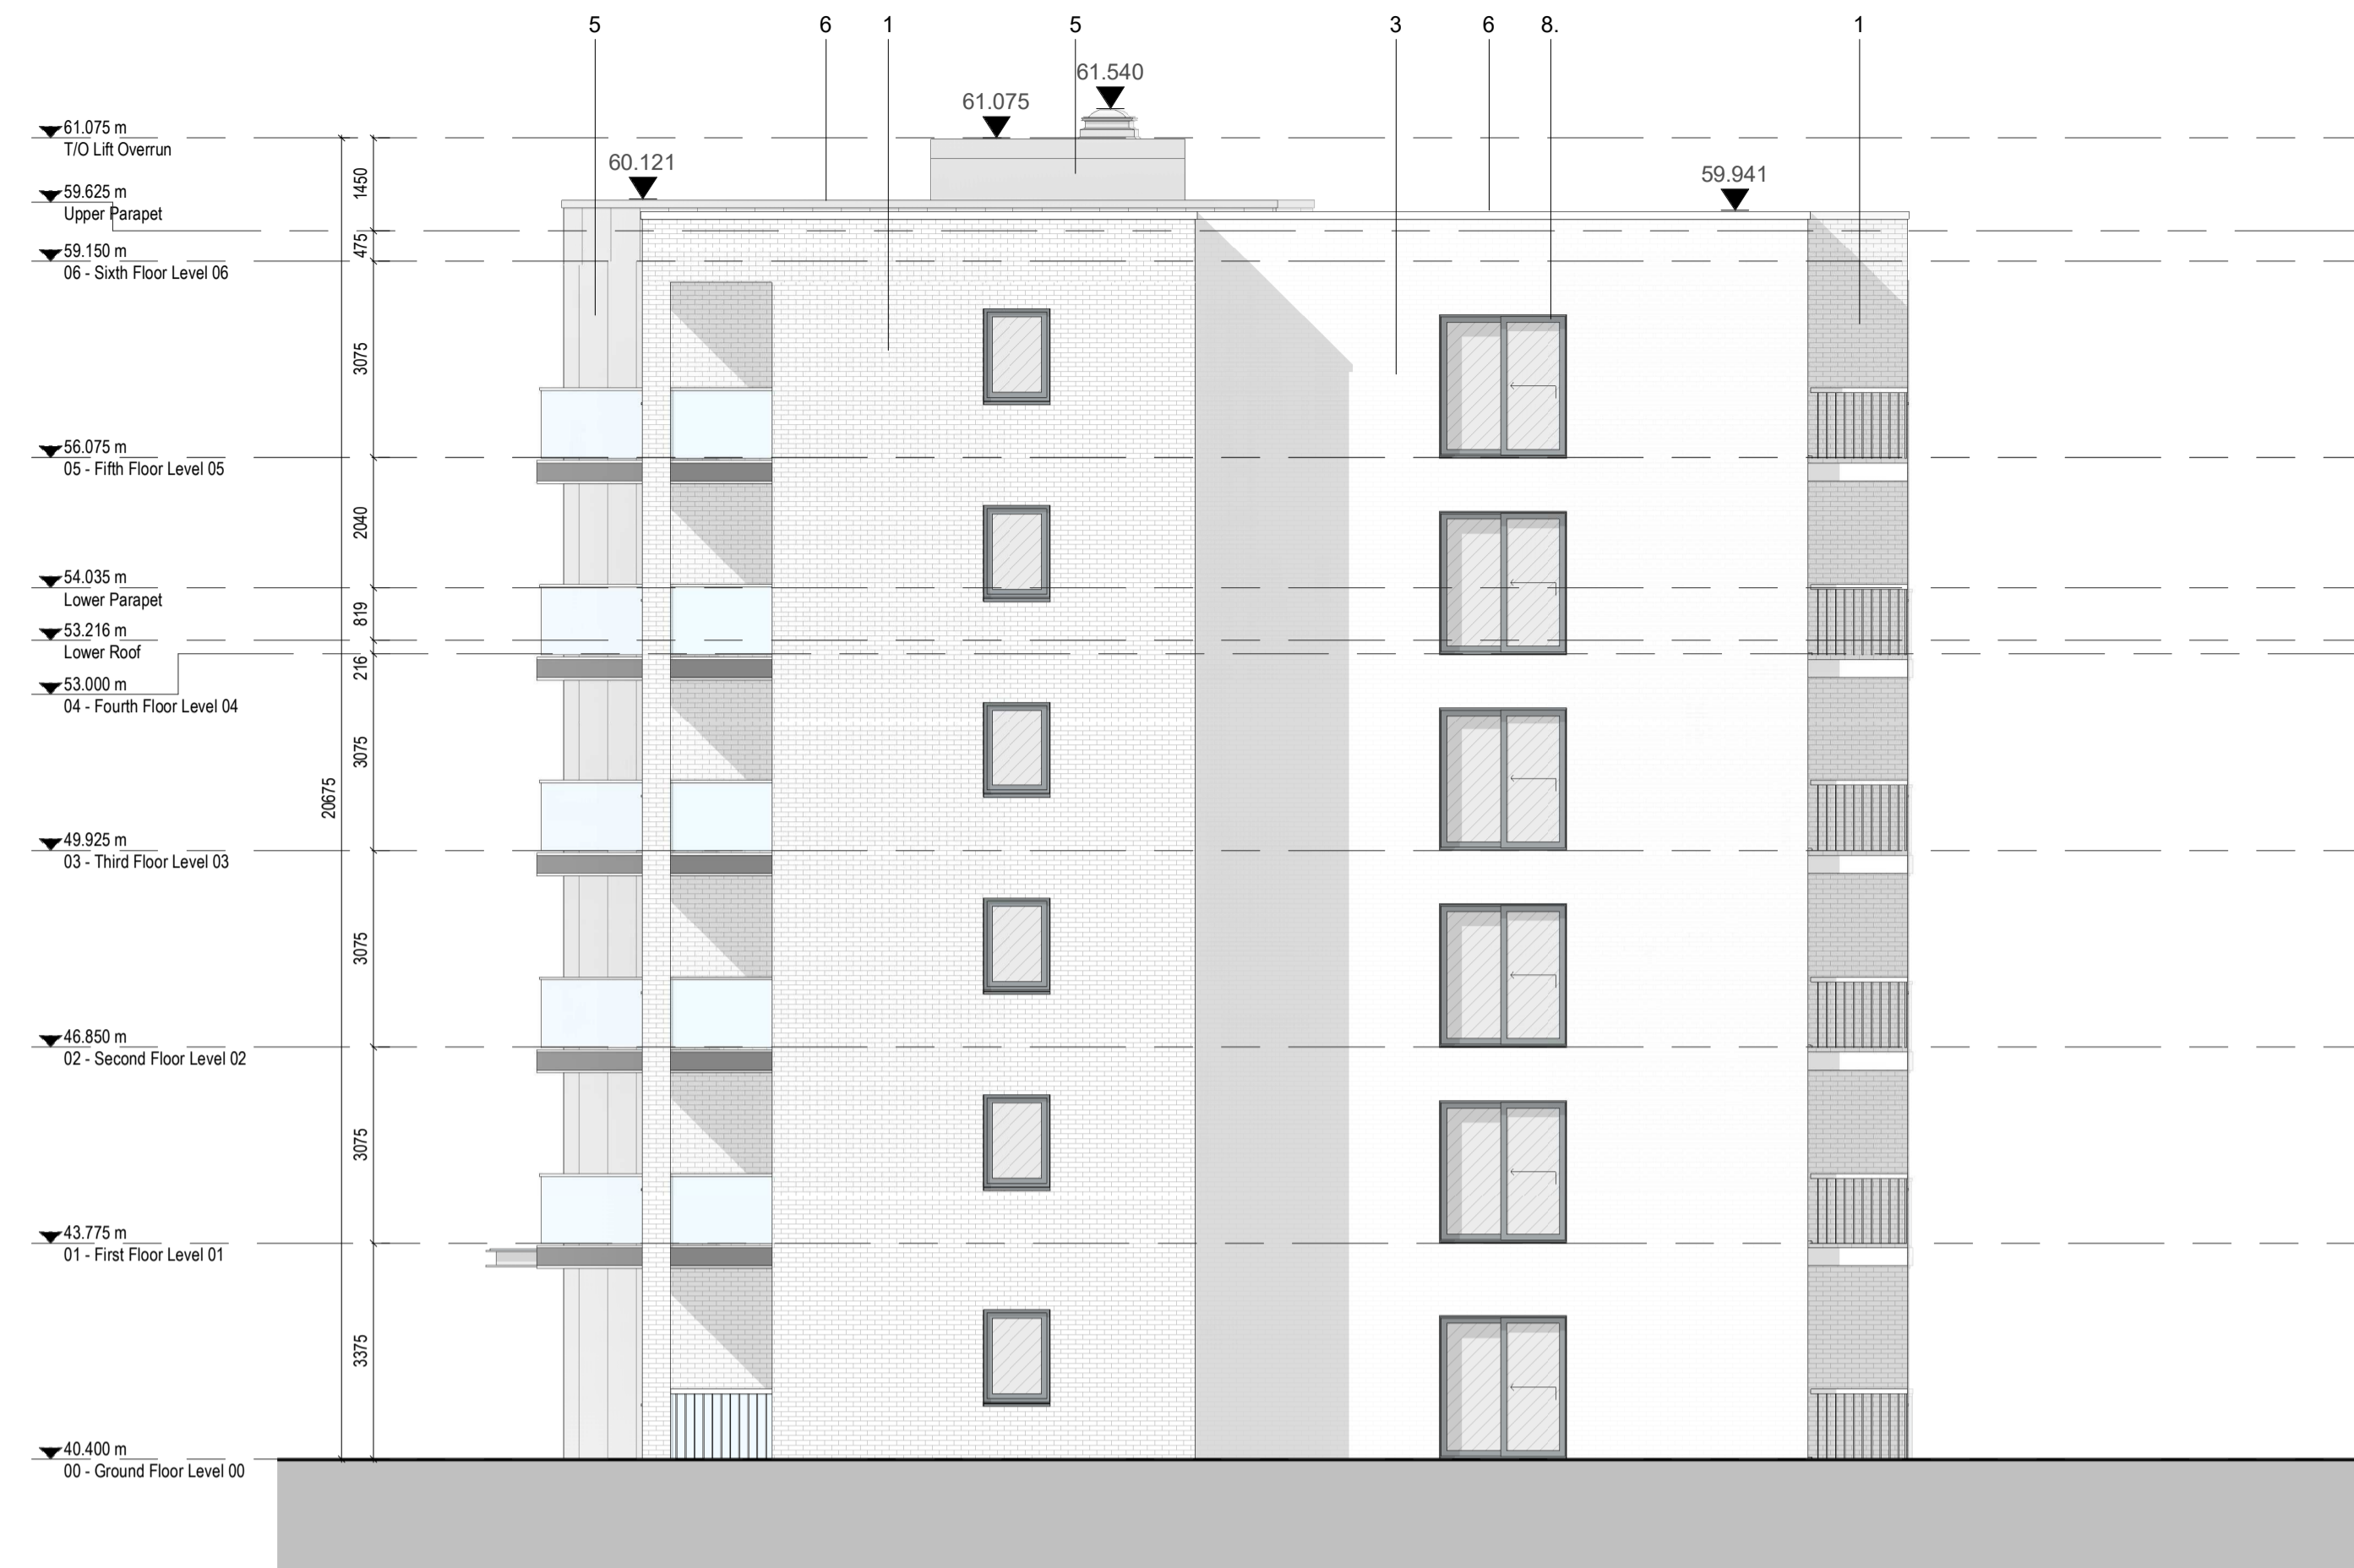 5 6 1 5 3 6 8. 1
61.540
61.075
60.121
59.941
61.075 m
T/O Lift Overrun
59.625 m
Upper Parapet
59.150 m
06 - Sixth Floor Level 06
56.075 m
05 - Fifth Floor Level 05
54.035 m
Lower Parapet
53.216 m
Lower Roof
53.000 m
04 - Fourth Floor Level 04
49.925 m
03 - Third Floor Level 03
46.850 m
02 - Second Floor Level 02
43.775 m
01 - First Floor Level 01
40.400 m
00 - Ground Floor Level 00
20675
1450
475
3075
2040
819
216
3075
3075
3075
3375